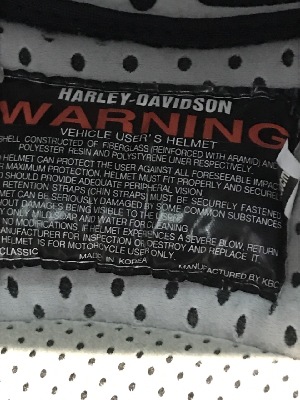 HARLEY-DAVIDSON
WARNING
VEHICLE USER'S HELMET
SHELL CONSTRUCTED OF FIBERGLASS (REINFORCED WITH ARAMID) AND
POLYESTER RESIN AND POLYSTYRENE LINER RESPECTIVELY
HELMET CAN PROTECT THE USER AGAINST ALL FORESEEABLE IMPACT
MAXIMUM PROTECTION, HELMET MUST FIT PROPERLY AND SECURE
SHOULD PROVIDE ADEQUATE PERIPHERAL VISION
RETENTION STRAPS (CHIN STRAPS) MUST BE SECURELY FASTENED
CAN BE SERIOUSLY DAMAGED BY SOME COMMON SUBSTANCES
DAMAGES BEING VISIBLE TO THE USER
ONLY MILD SOAP AND WATER FOR CLEANING
NO MODIFICATIONS IF HELMET EXPERIENCES A SEVERE BLOW, RETURN
MANUFACTURER FOR INSPECTION OR DESTROY AND REPLACE IT.
HELMET IS FOR MOTORCYCLE USER ONLY.
CLASSIC MADE IN KOREA MANUFACTURED BY KBC